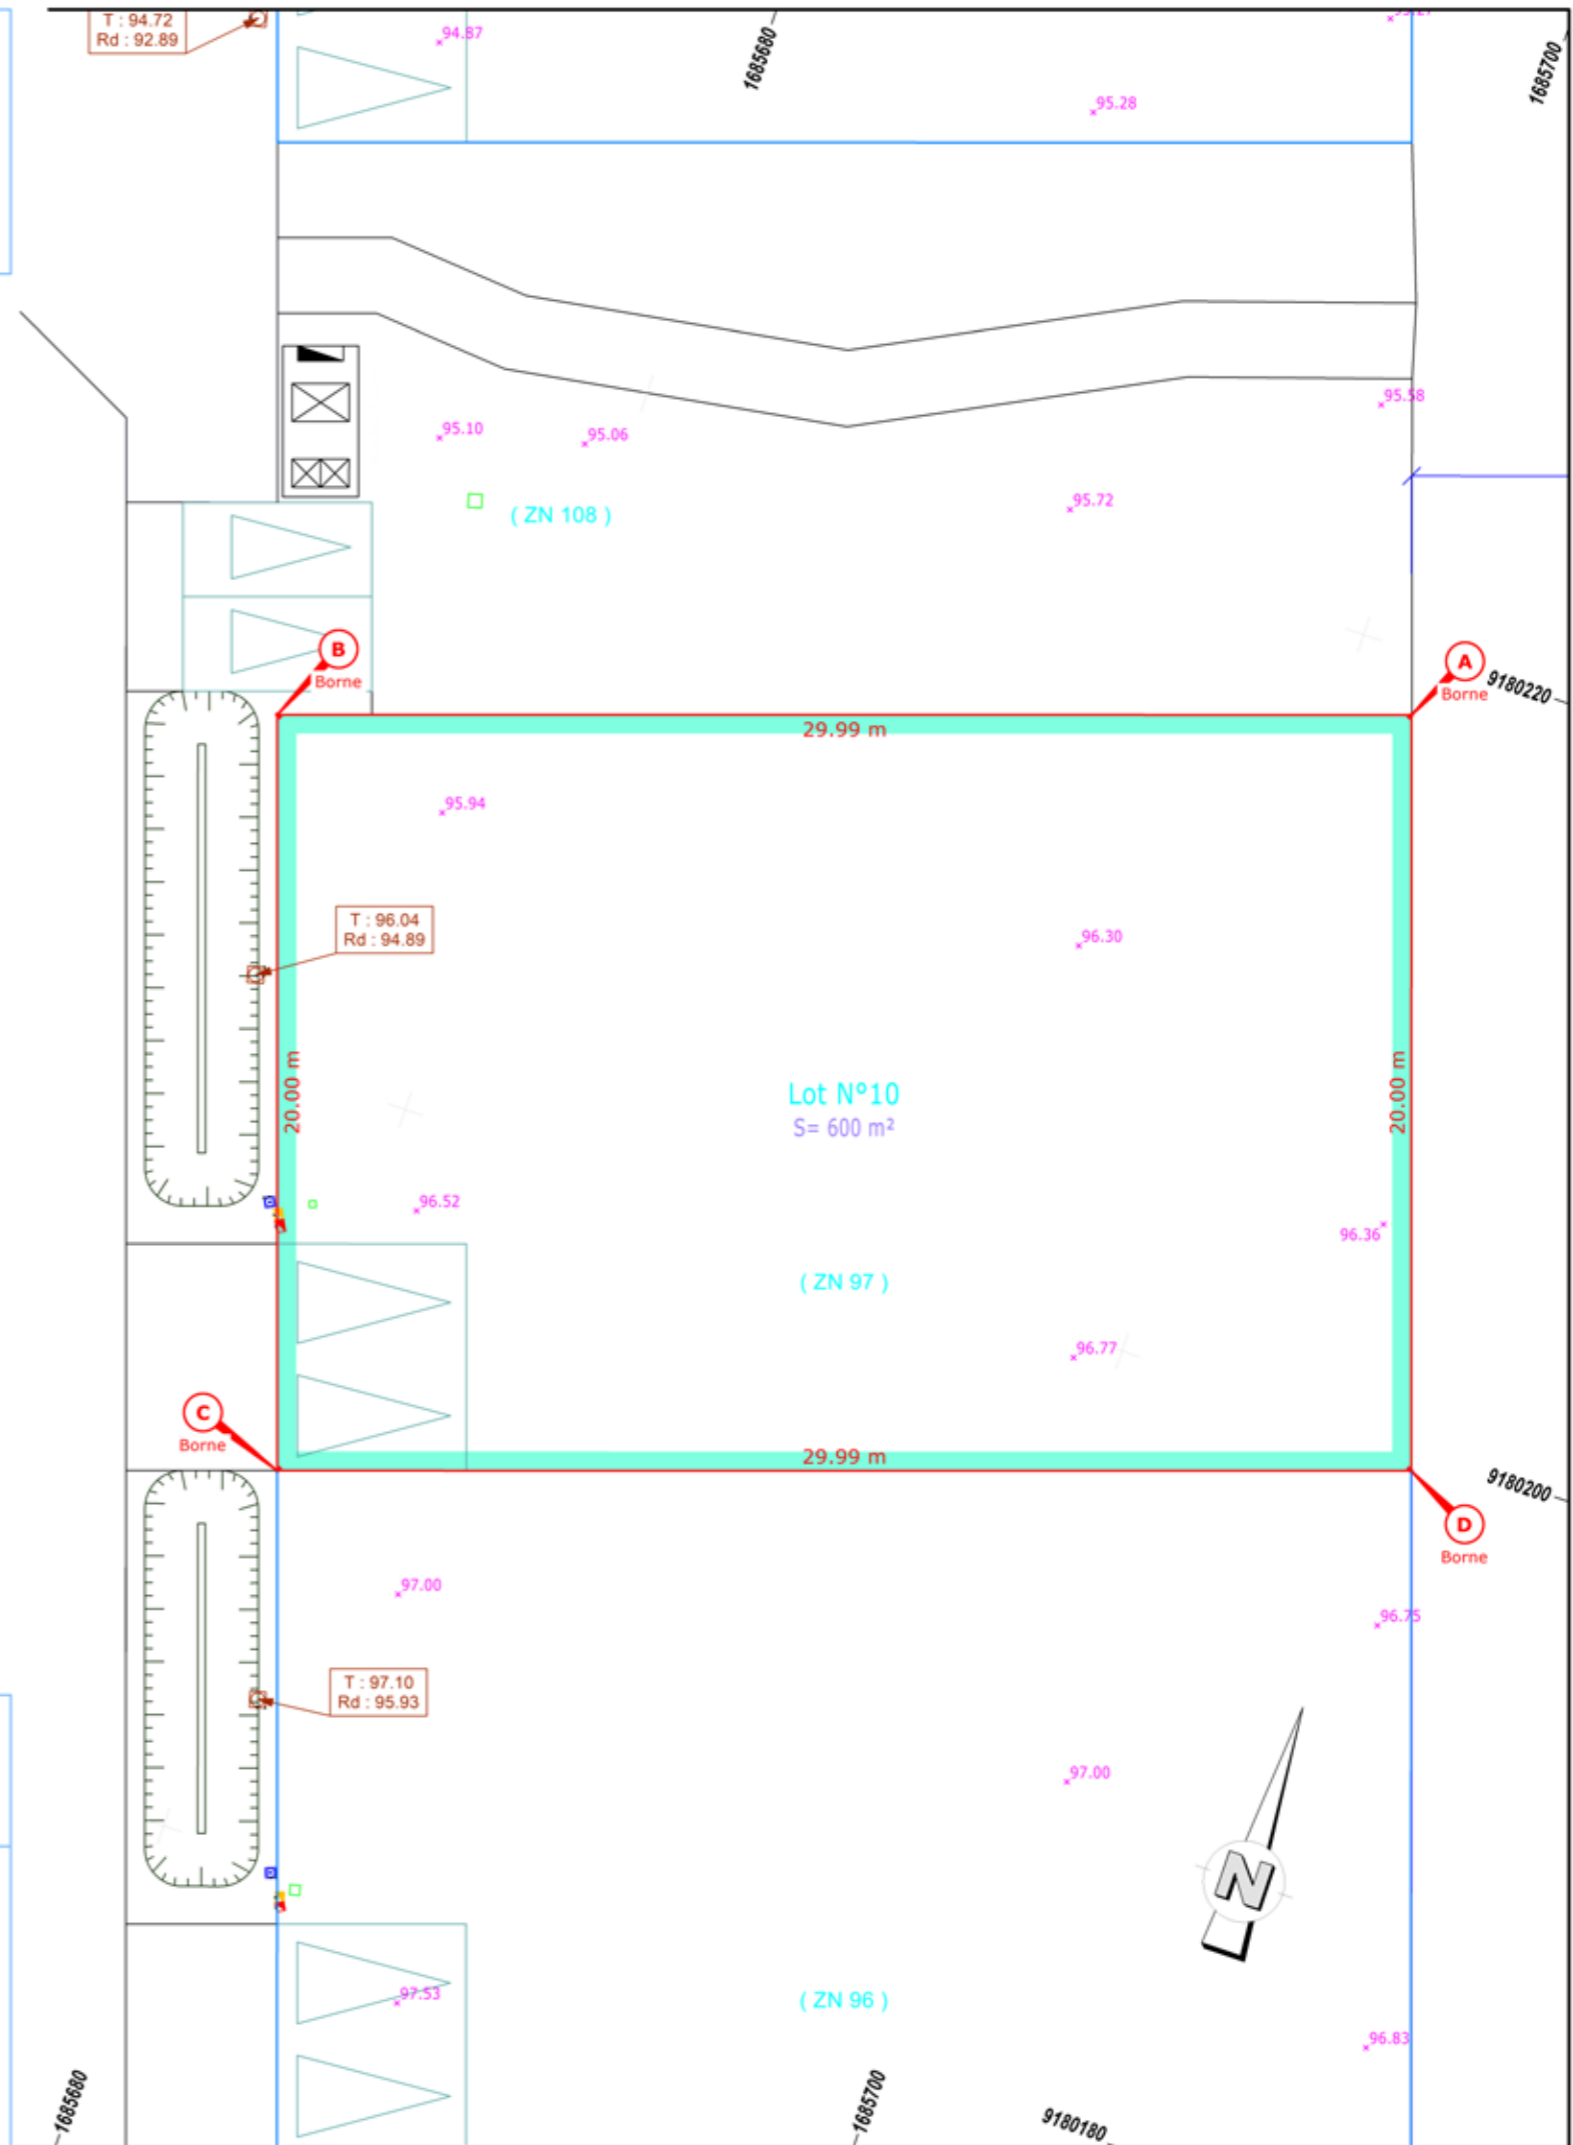 T : 94.72
Rd : 92.89
94.87
1685680
1685700
95.28
95.10
95.06
95.58
( ZN 108 )
95.72
B
Borne
A
Borne
9180220
29.99 m
95.94
T : 96.04
Rd : 94.89
96.30
20.00 m
20.00 m
Lot N°10
S= 600 m²
96.52
96.36
( ZN 97 )
96.77
C
Borne
29.99 m
9180200
D
Borne
97.00
96.75
T : 97.10
Rd : 95.93
97.00
N
97.53
( ZN 96 )
96.83
1685680
1685700
9180180